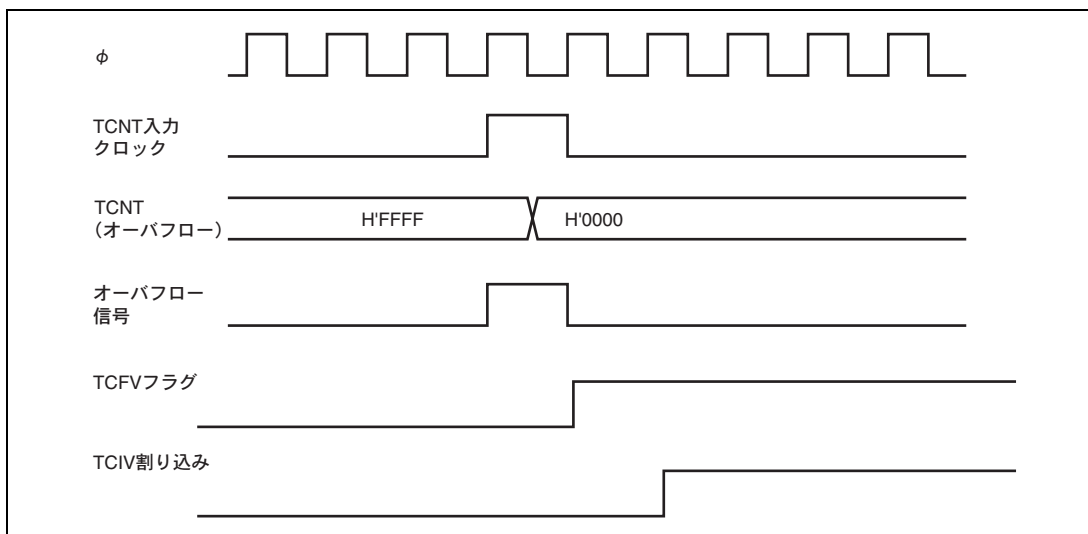 φ
TCNT入力
クロック
TCNT
（オーバフロー）
H'FFFF
H'0000
オーバフロー
信号
TCFVフラグ
TCIV割り込み